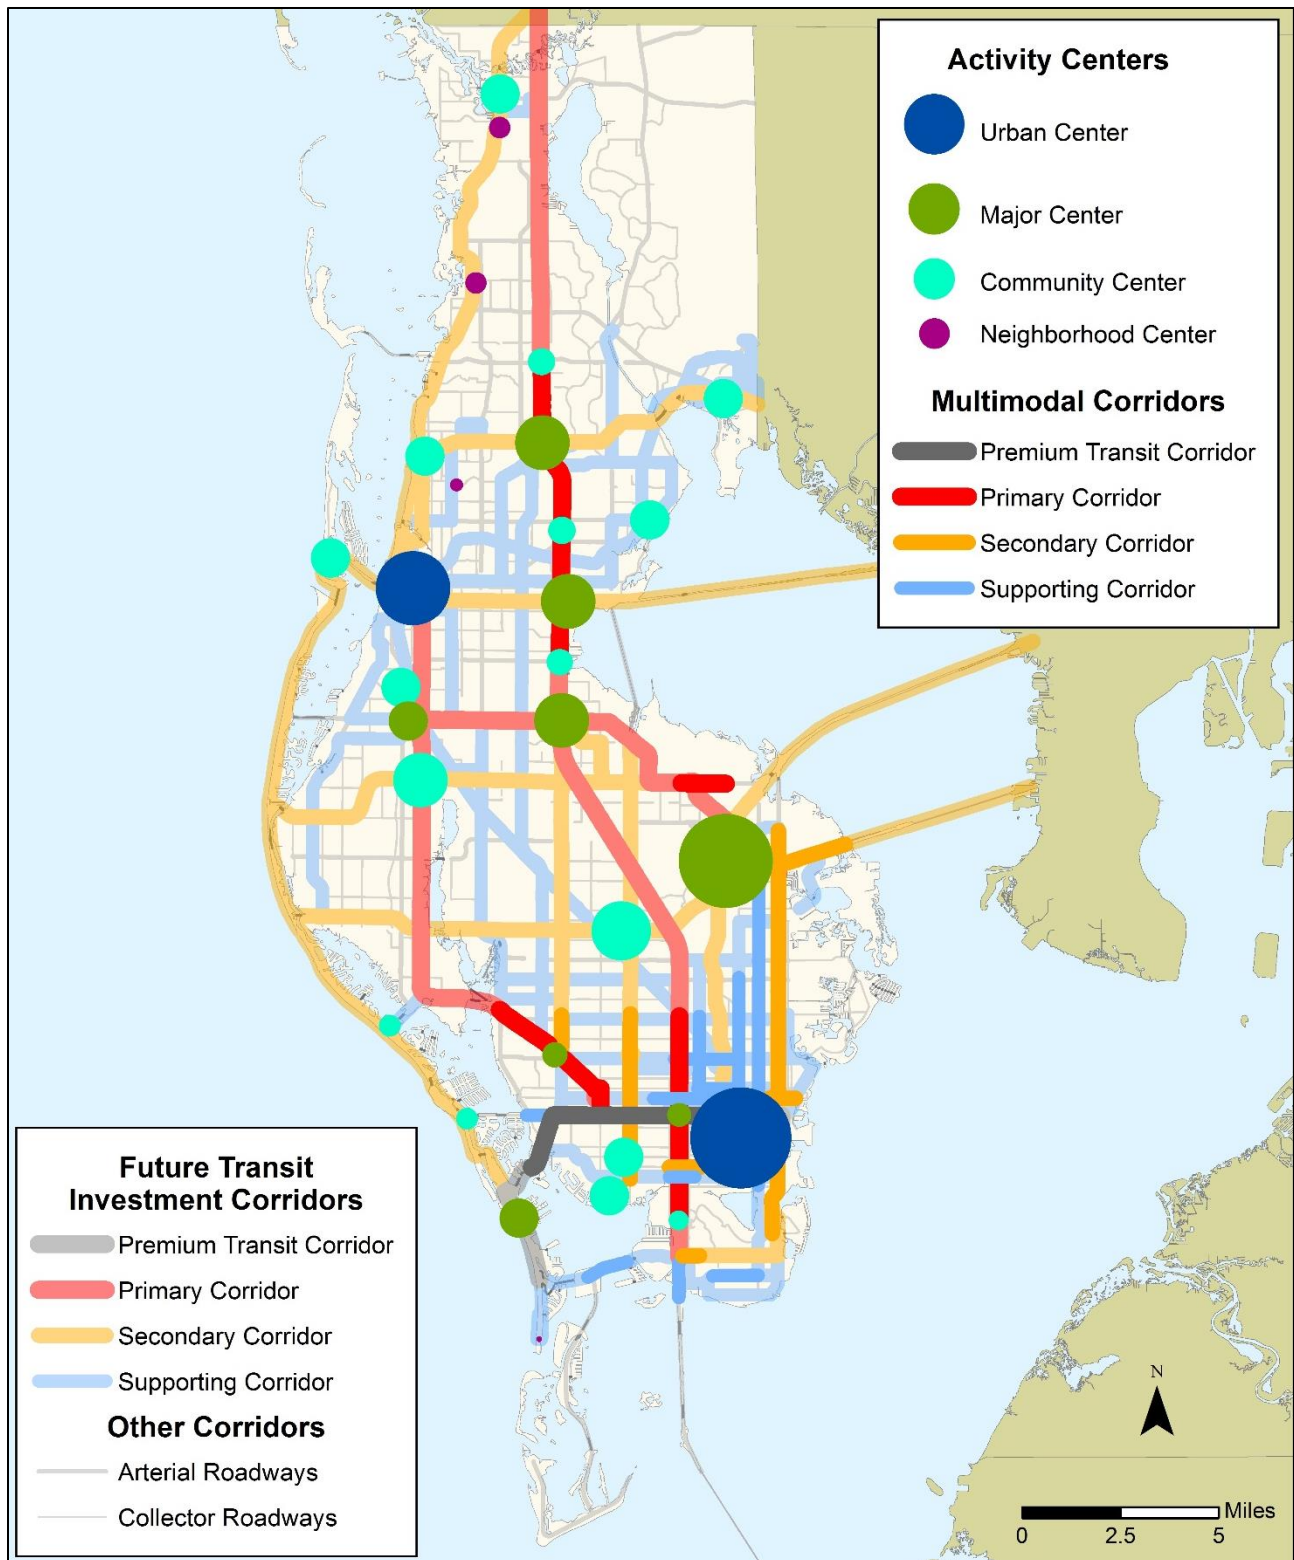 Activity Centers
Urban Center
Major Center
Community Center
Neighborhood Center
Multimodal Corridors
Premium Transit Corridor
Primary Corridor
Secondary Corridor
Supporting Corridor
Future Transit
Investment Corridors
Premium Transit Corridor
Primary Corridor
Secondary Corridor
Supporting Corridor
Other Corridors
Arterial Roadways
Collector Roadways
N
Miles
0 2.5 5